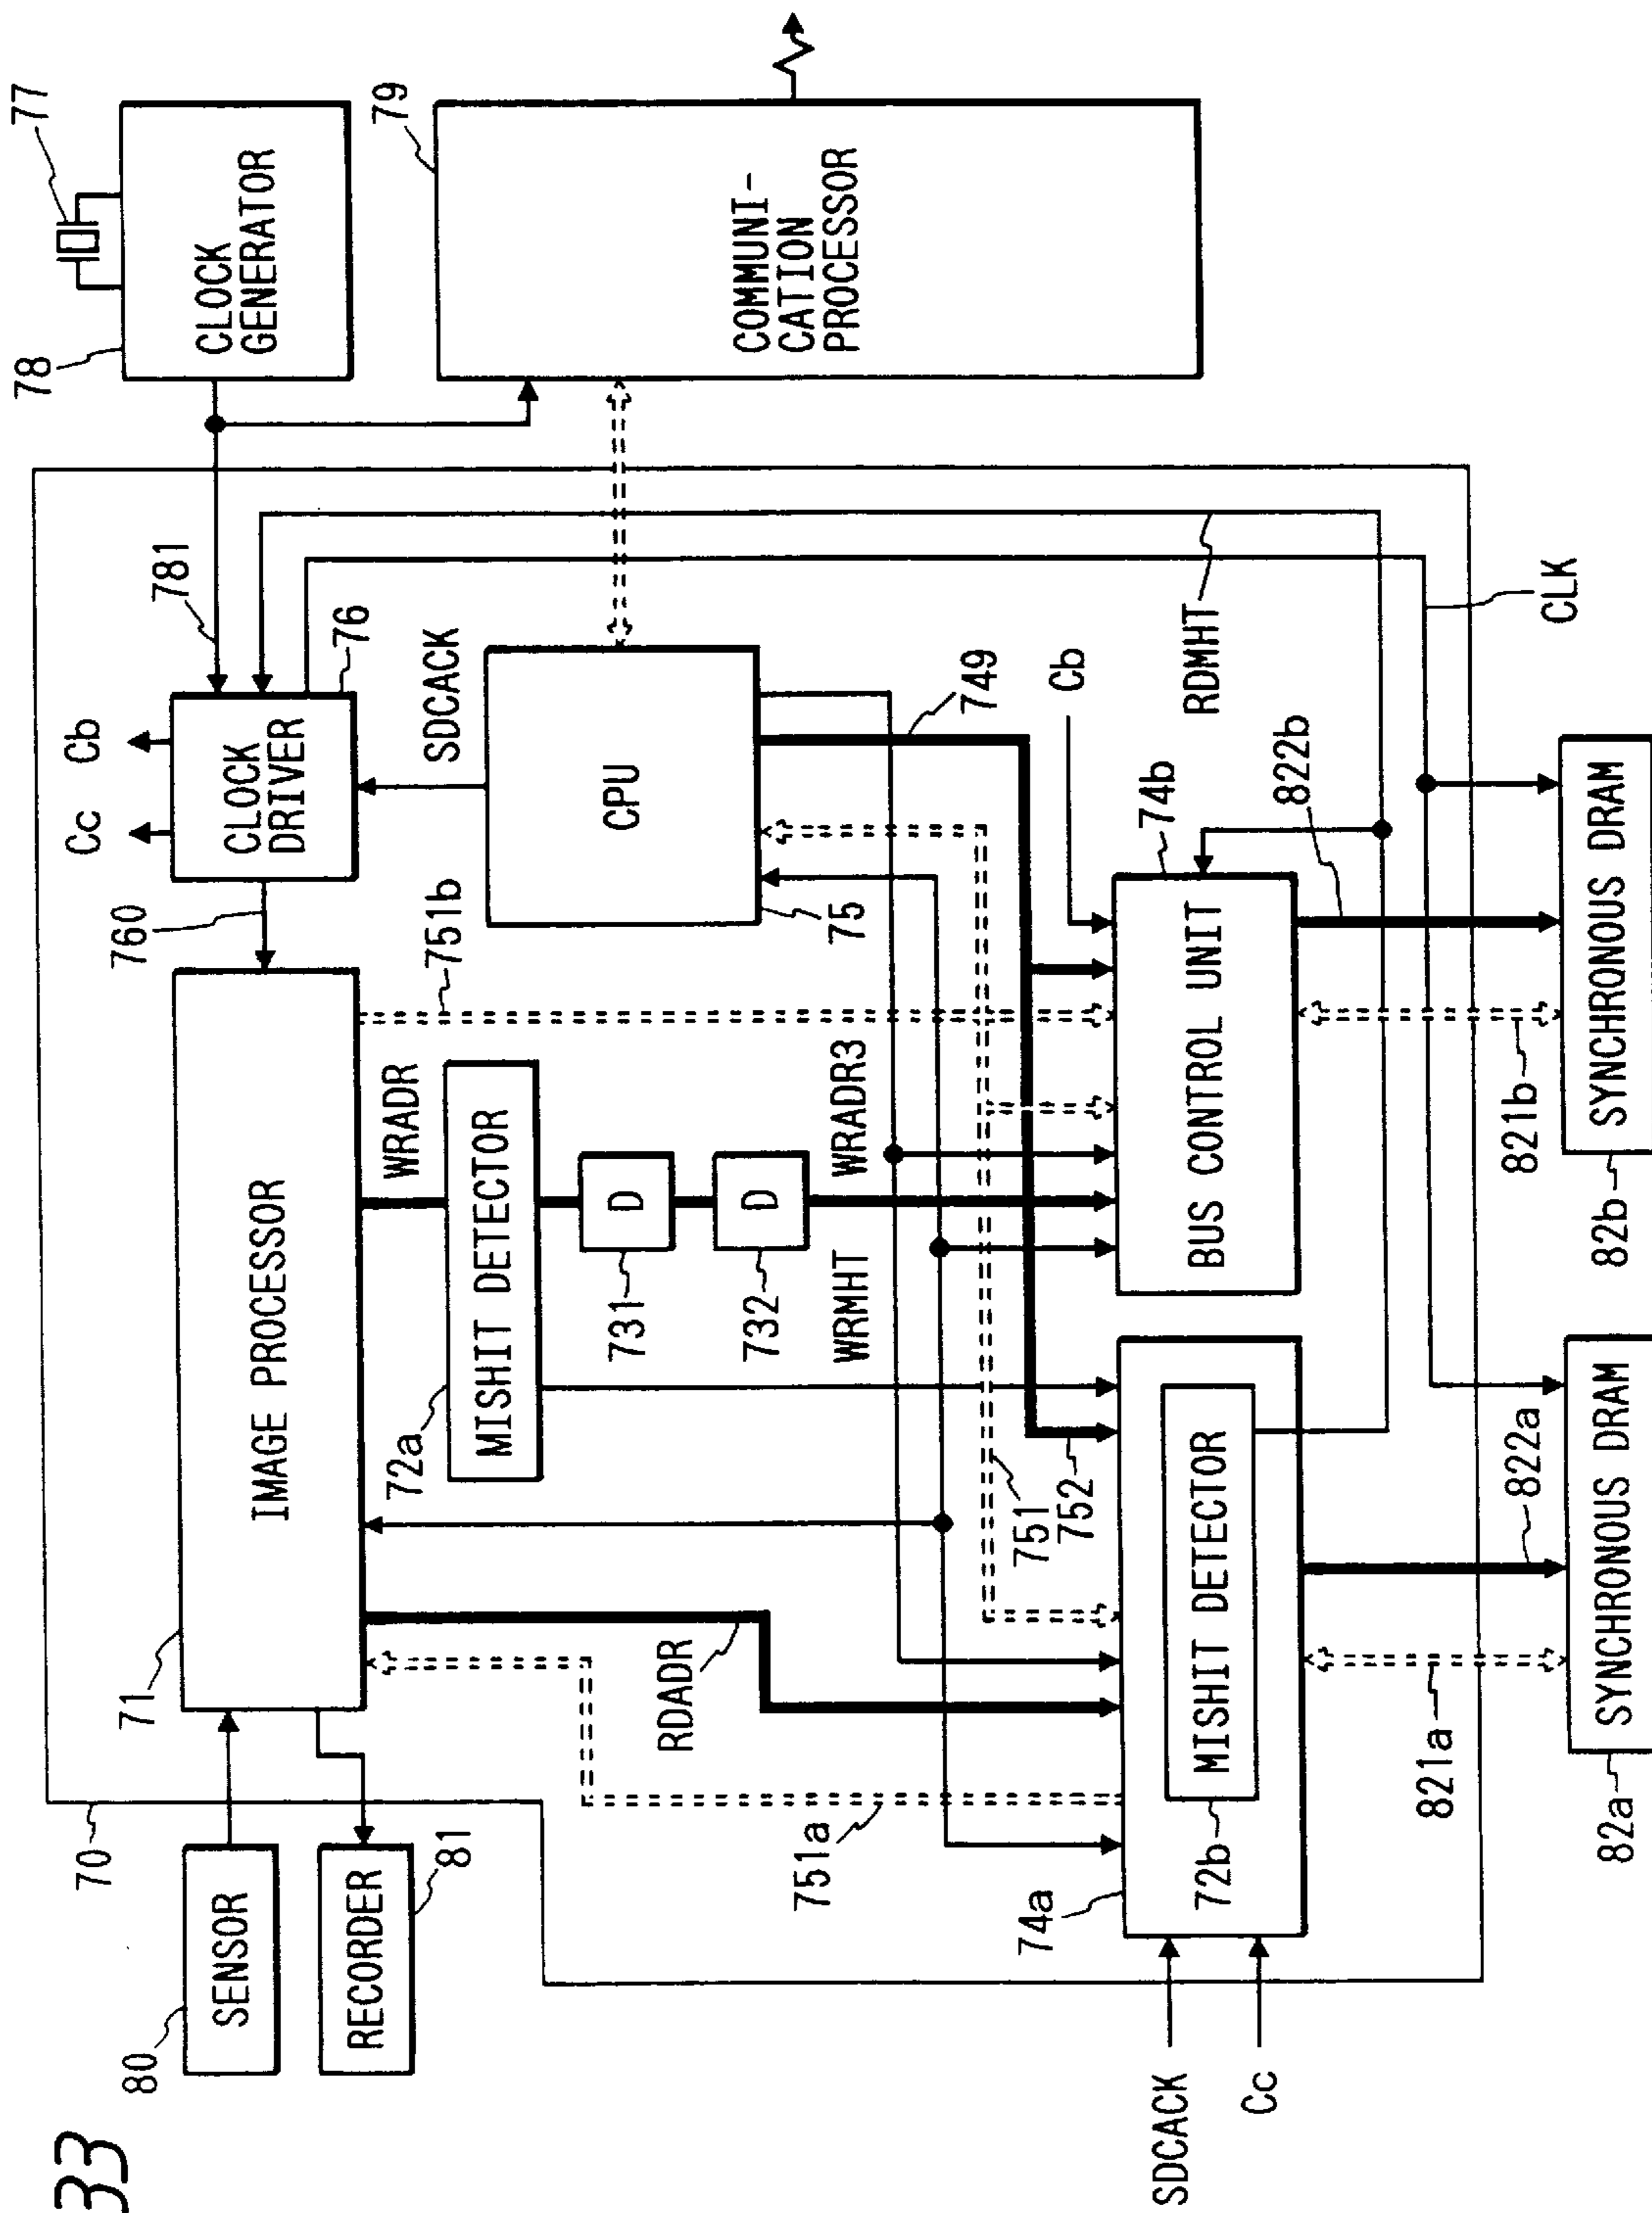 33
80
SENSOR
RECORDER
81
70
71
IMAGE PROCESSOR
760
Cc
Cb
CLOCK
DRIVER
76
781
78
CLOCK
GENERATOR
77
79
COMMUNI-
CATION
PROCESSOR
SDCACK
CPU
75
749
751b
WRADR
72a
MISHIT DETECTOR
731
D
732
D
WRADR3
WRMHT
RDADR
751a
751
752
Cb
RDMHT
CLK
74a
72b
MISHIT DETECTOR
SDCACK
Cc
74b
BUS CONTROL UNIT
822b
821b
821a
822a
82a
SYNCHRONOUS DRAM
82b
SYNCHRQNOUS DRAM